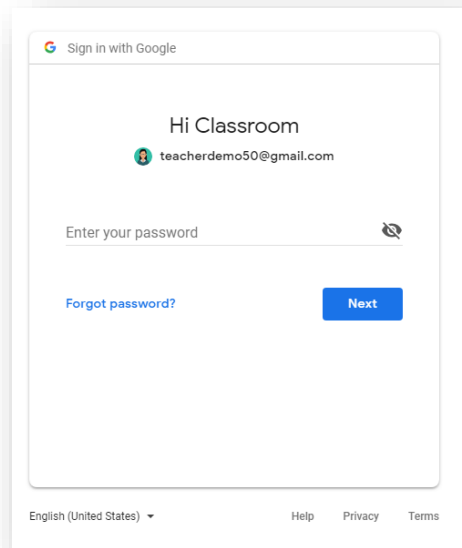 Sign in with Google
Hi Classroom
teacherdemo50@gmail.com
Enter your password
Forgot password?
Next
English (United States)
Help Privacy Terms